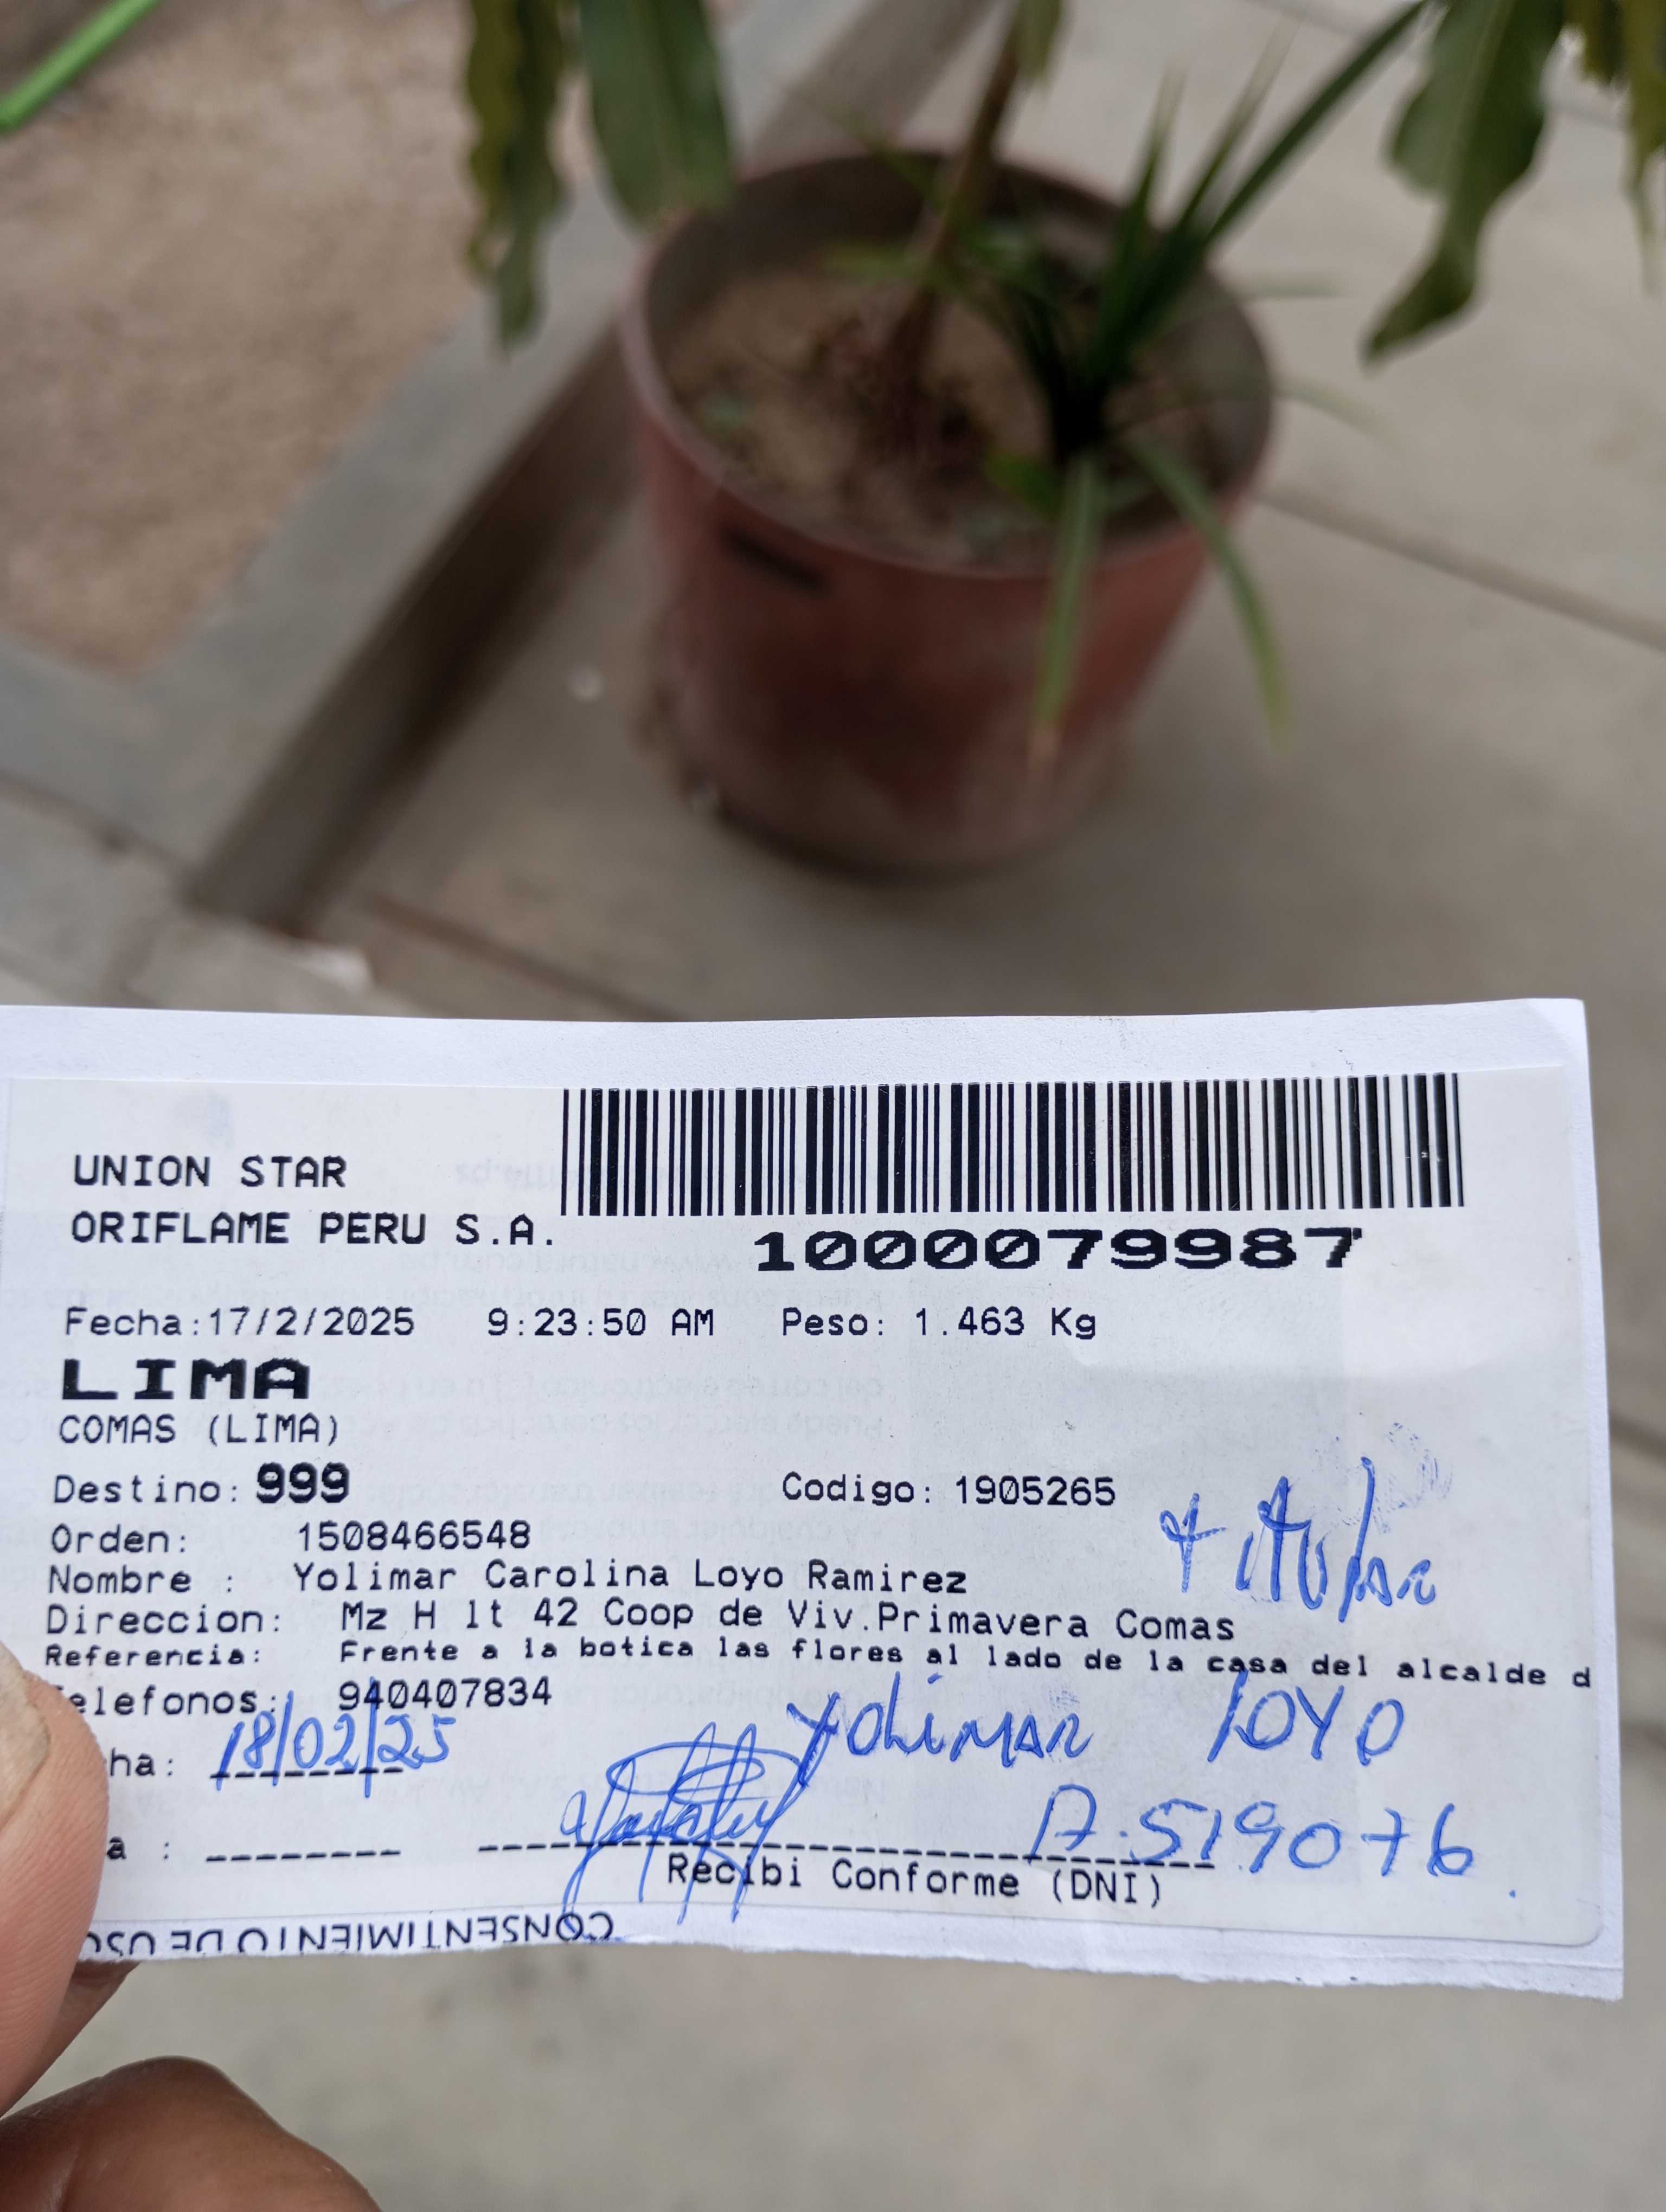 UNION STAR
ORIFLAME PERU S.A.
1000079987
Fecha:17/2/2025 9:23:50 AM Peso: 1.463 Kg
LIMA
COMAS (LIMA)
Destino: 999 Codigo: 1905265
titular
Orden: 1508466548
Nombre : Yolimar Carolina Loyo Ramirez
Direccion: Mz H lt 42 Coop de Viv.Primavera Comas
Referencia: Frente a la botica las flores al lado de la casa del alcalde d
elefonos: 940407834
Yolimar Loyo
ha: 18/02/25
a :
Recibi Conforme (DNI)
CONSENTIMIENTO DE USO